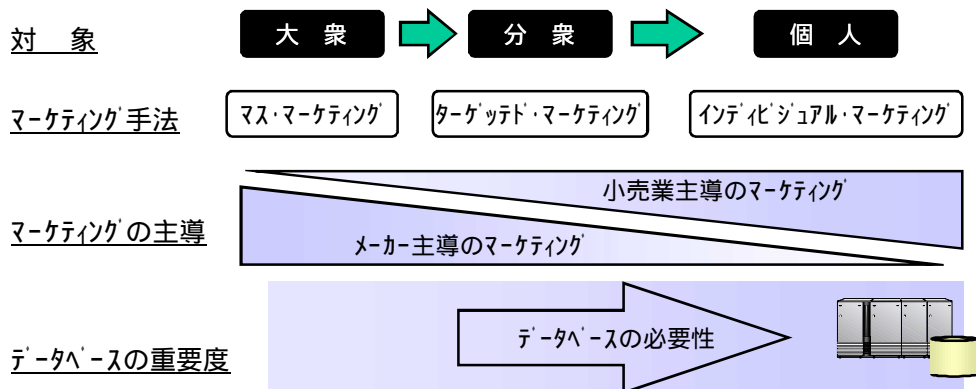 対　象
大　衆
分　衆
個　人
ﾏｰｹﾃｨﾝｸﾞ手法
ﾏｽ･ﾏｰｹﾃｨﾝｸﾞ
ﾀｰｹﾞｯﾃﾄﾞ･ﾏｰｹﾃｨﾝｸﾞ
ｲﾝﾃﾞｨﾋﾞｼﾞｭｱﾙ･ﾏｰｹﾃｨﾝｸﾞ
ﾏｰｹﾃｨﾝｸﾞの主導
小売業主導のﾏｰｹﾃｨﾝｸﾞ
ﾒｰｶｰ主導のﾏｰｹﾃｨﾝｸﾞ
ﾃﾞｰﾀﾍﾞｰｽの重要度
ﾃﾞｰﾀﾍﾞｰｽの必要性